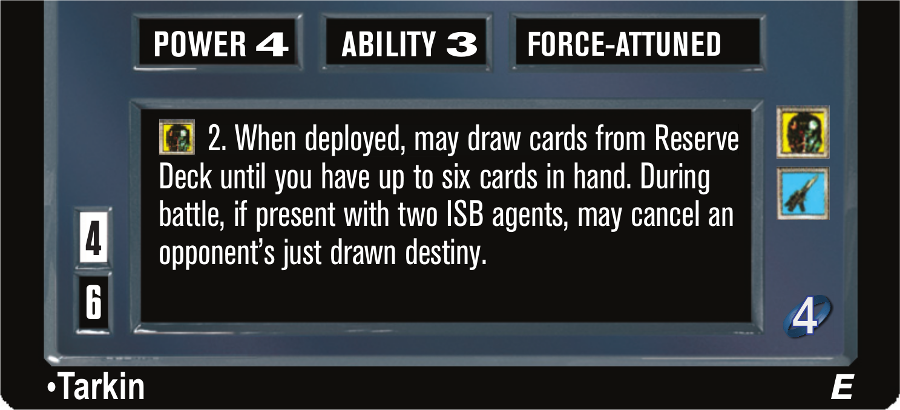 POWER 4 ABILITY 3 FORCE-ATTUNED
2. When deployed, may draw cards from Reserve
Deck until you have up to six cards in hand. During
battle, if present with two ISB agents, may cancel an
opponent's just drawn destiny.
4
6
4
•Tarkin E